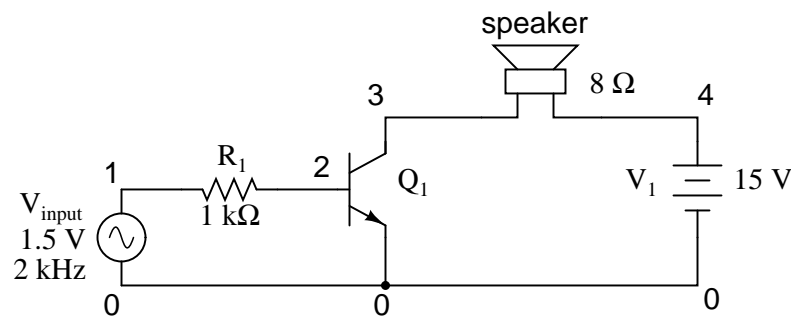 speaker
8 Ω
3
4
R1
1
2
Q1
V1
15 V
1 kΩ
Vinput
1.5 V
2 kHz
0
0
0